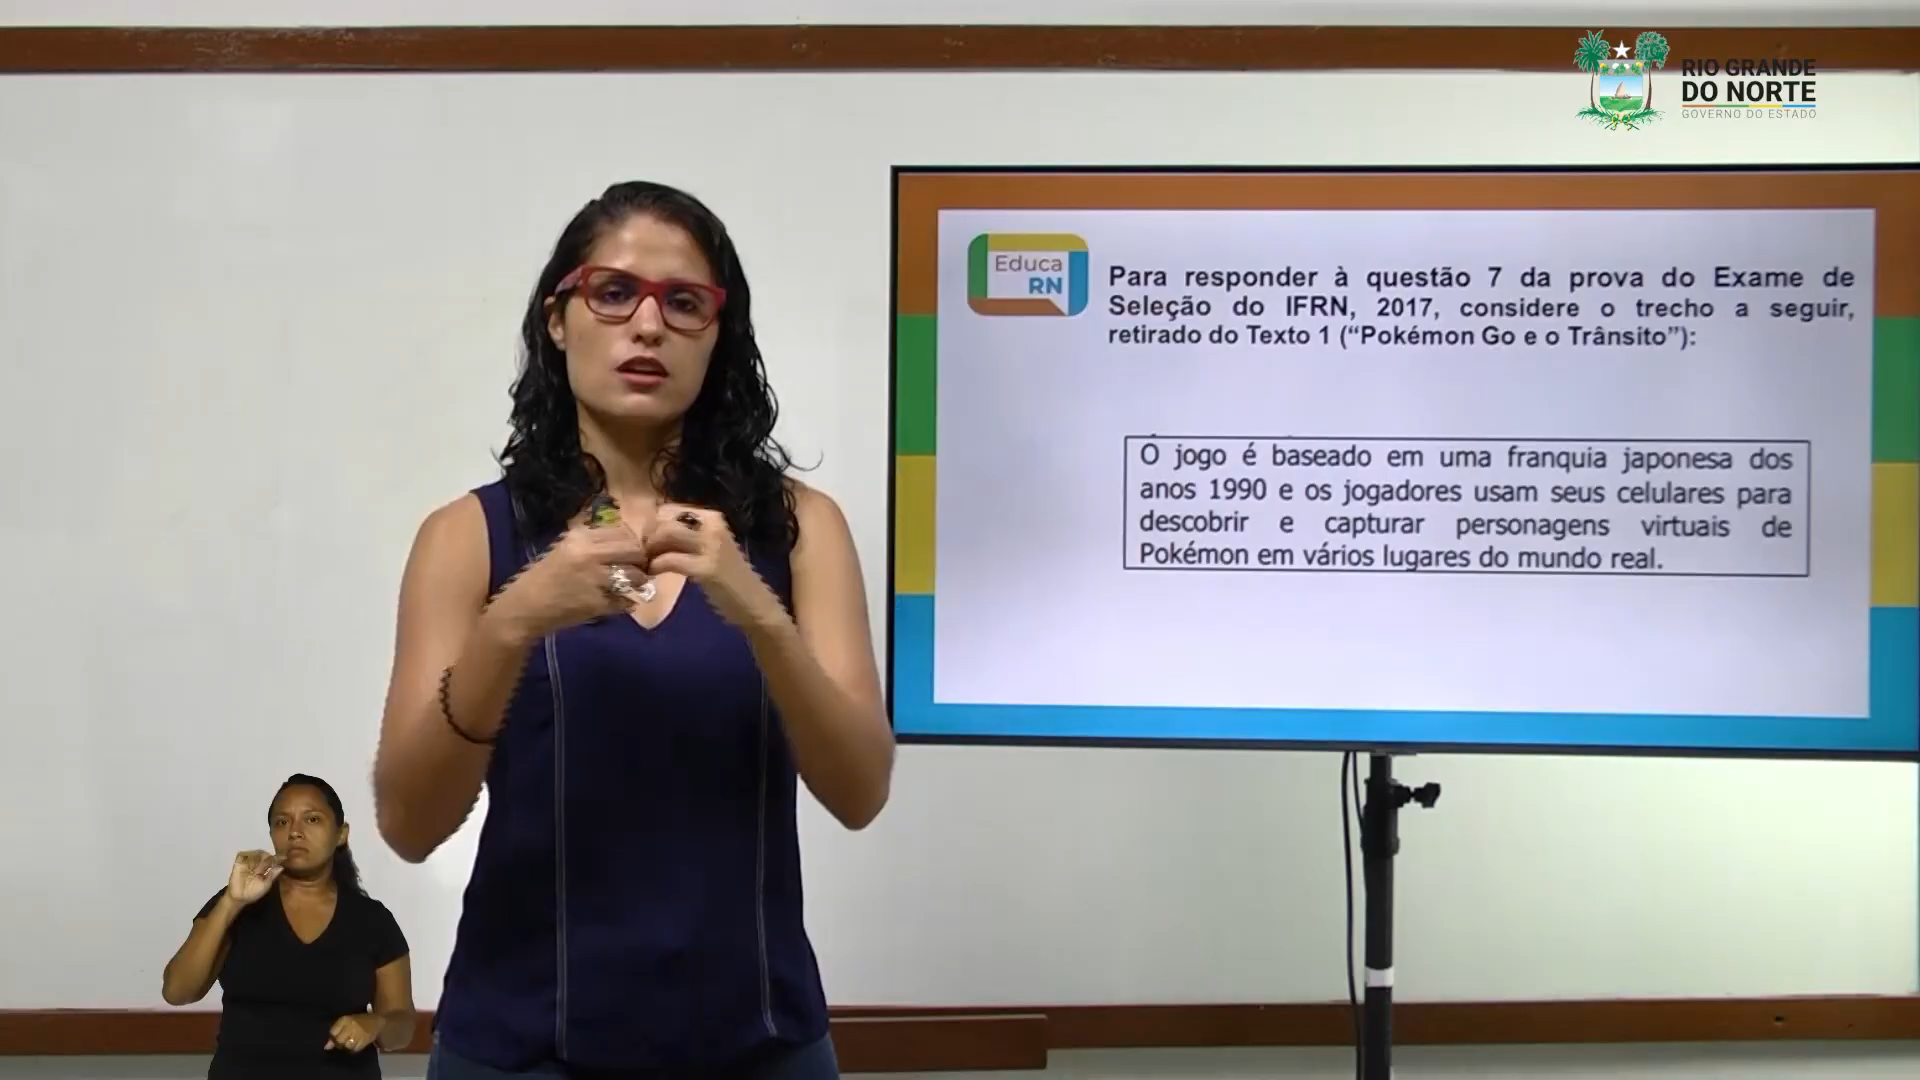 RIO GRANDE
DO NORTE
GOVERNO DO ESTADO
Educa
RN
Para responder à questão 7 da prova do Exame de
Seleção do IFRN, 2017, considere o trecho a seguir,
retirado do Texto 1 (“Pokémon Go e o Trânsito”):
O jogo é baseado em uma franquia japonesa dos
anos 1990 e os jogadores usam seus celulares para
descobrir e capturar personagens virtuais de
Pokémon em vários lugares do mundo real.